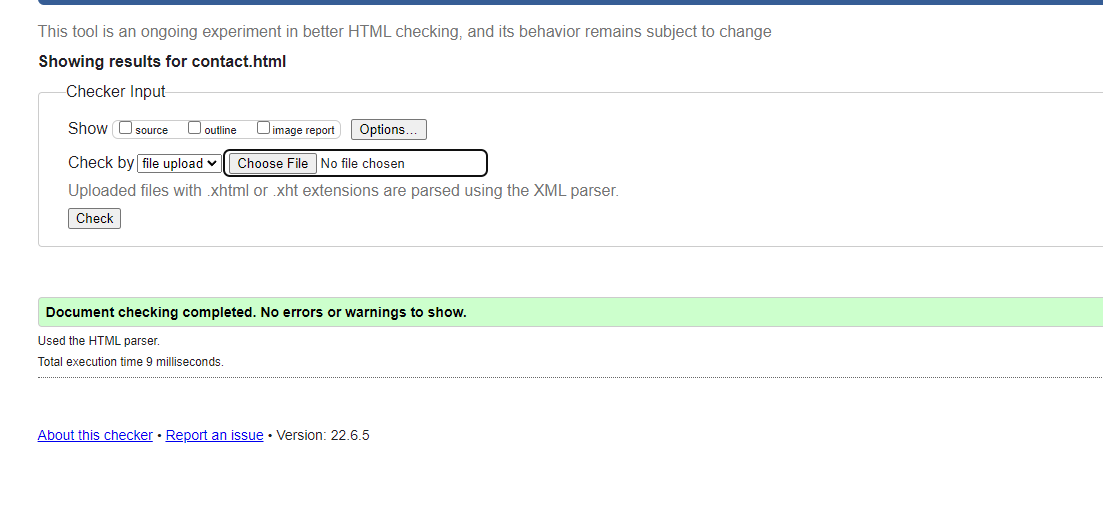 This tool is an ongoing experiment in better HTML checking, and its behavior remains subject to change
Showing results for contact.html
Checker Input
Show source outline image report Options...
Check by file upload Choose File No file chosen
Uploaded files with .xhtml or .xht extensions are parsed using the XML parser.
Check
Document checking completed. No errors or warnings to show.
Used the HTML parser.
Total execution time 9 milliseconds.
About this checker • Report an issue • Version: 22.6.5